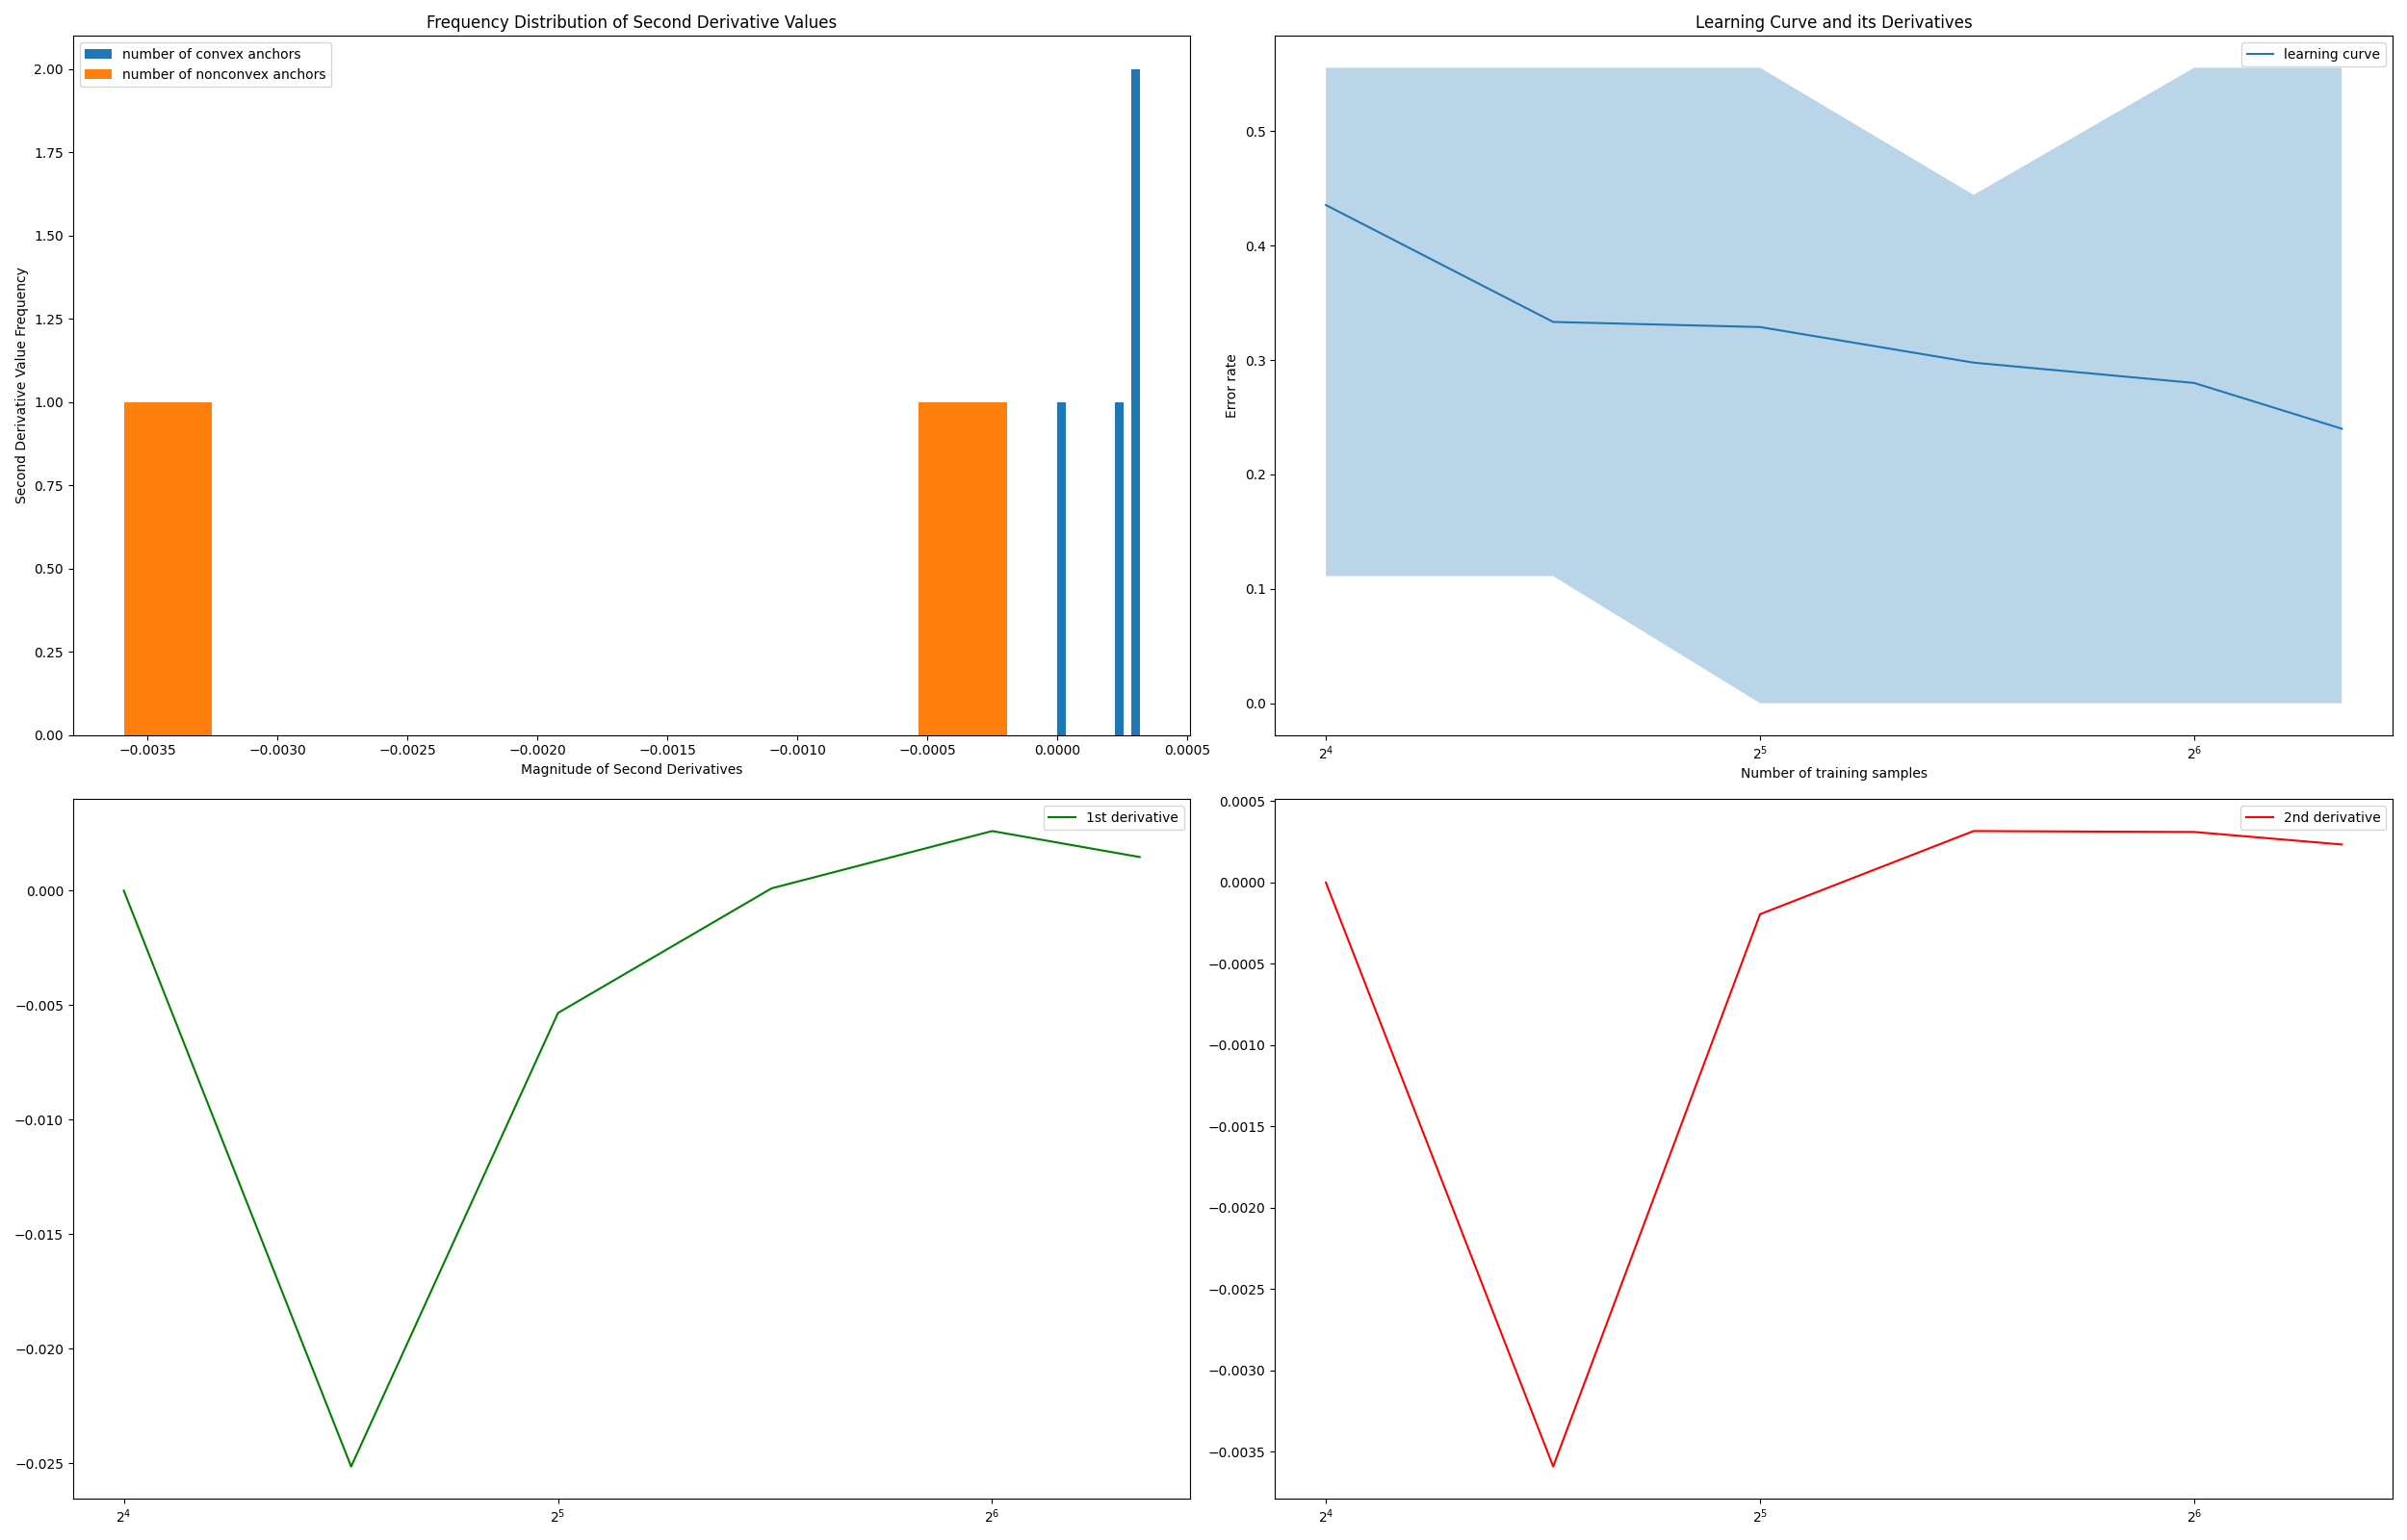 Frequency Distribution of Second Derivative Values
number of convex anchors
number of nonconvex anchors
2.00
1.75
1.50
1.25
1.00
0.75
0.50
0.25
0.00
Second Derivative Value Frequency
−0.0035 −0.0030 −0.0025 −0.0020 −0.0015 −0.0010 −0.0005 0.0000 0.0005
Magnitude of Second Derivatives
Learning Curve and its Derivatives
learning curve
0.5
0.4
0.3
0.2
0.1
0.0
Error rate
2⁴ 2⁵ 2⁶
Number of training samples
1st derivative
0.000
−0.005
−0.010
−0.015
−0.020
−0.025
2⁴ 2⁵ 2⁶
2nd derivative
0.0005
0.0000
−0.0005
−0.0010
−0.0015
−0.0020
−0.0025
−0.0030
−0.0035
2⁴ 2⁵ 2⁶